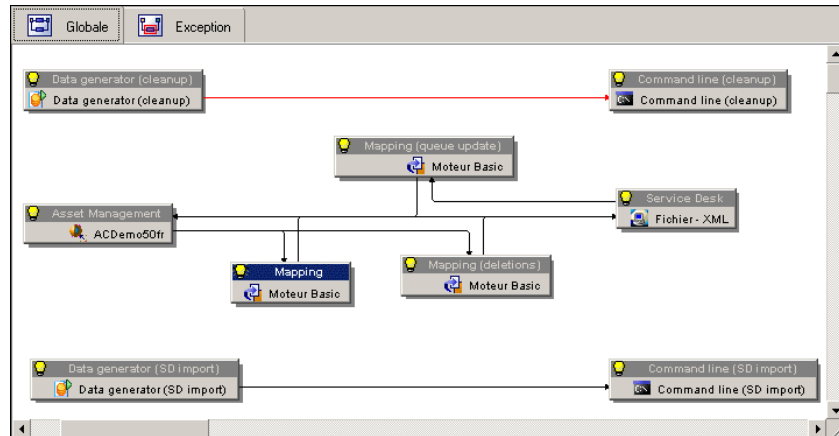 Globale
Exception
Data generator (cleanup)
Data generator (cleanup)
Command line (cleanup)
Command line (cleanup)
Mapping (queue update)
Moteur Basic
Service Desk
Fichier - XML
Asset Management
ACDemo50fr
Mapping
Moteur Basic
Mapping (deletions)
Moteur Basic
Data generator (SD import)
Data generator (SD import)
Command line (SD import)
Command line (SD import)